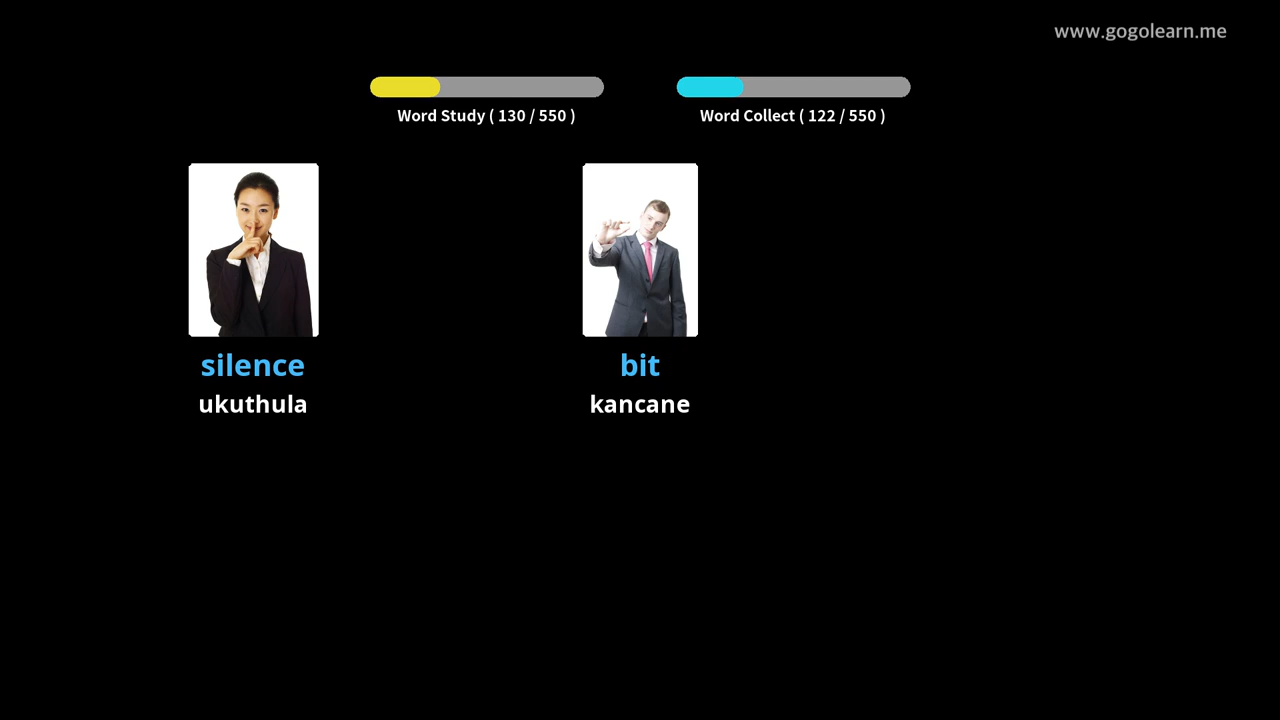 www.gogolearn.me
Word Study ( 130 / 550 )
Word Collect ( 122 / 550 )
silence
ukuthula
bit
kancane